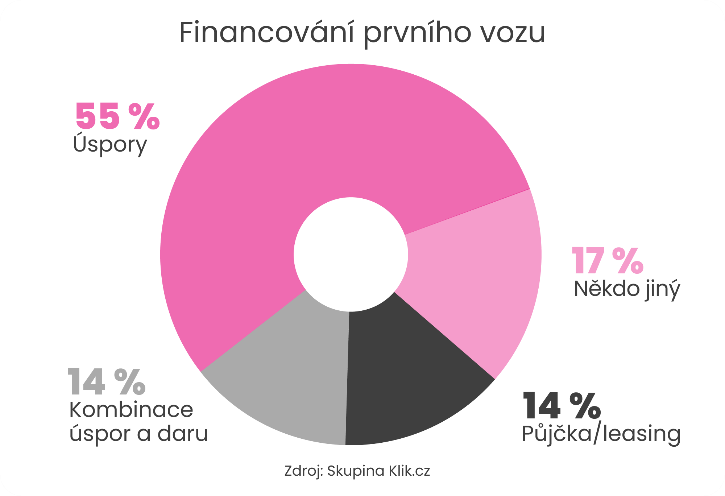 Financování prvního vozu
55 %
Úspory
17 %
Někdo jiný
14 %
Kombinace
úspor a daru
14 %
Půjčka/leasing
Zdroj: Skupina Klik.cz